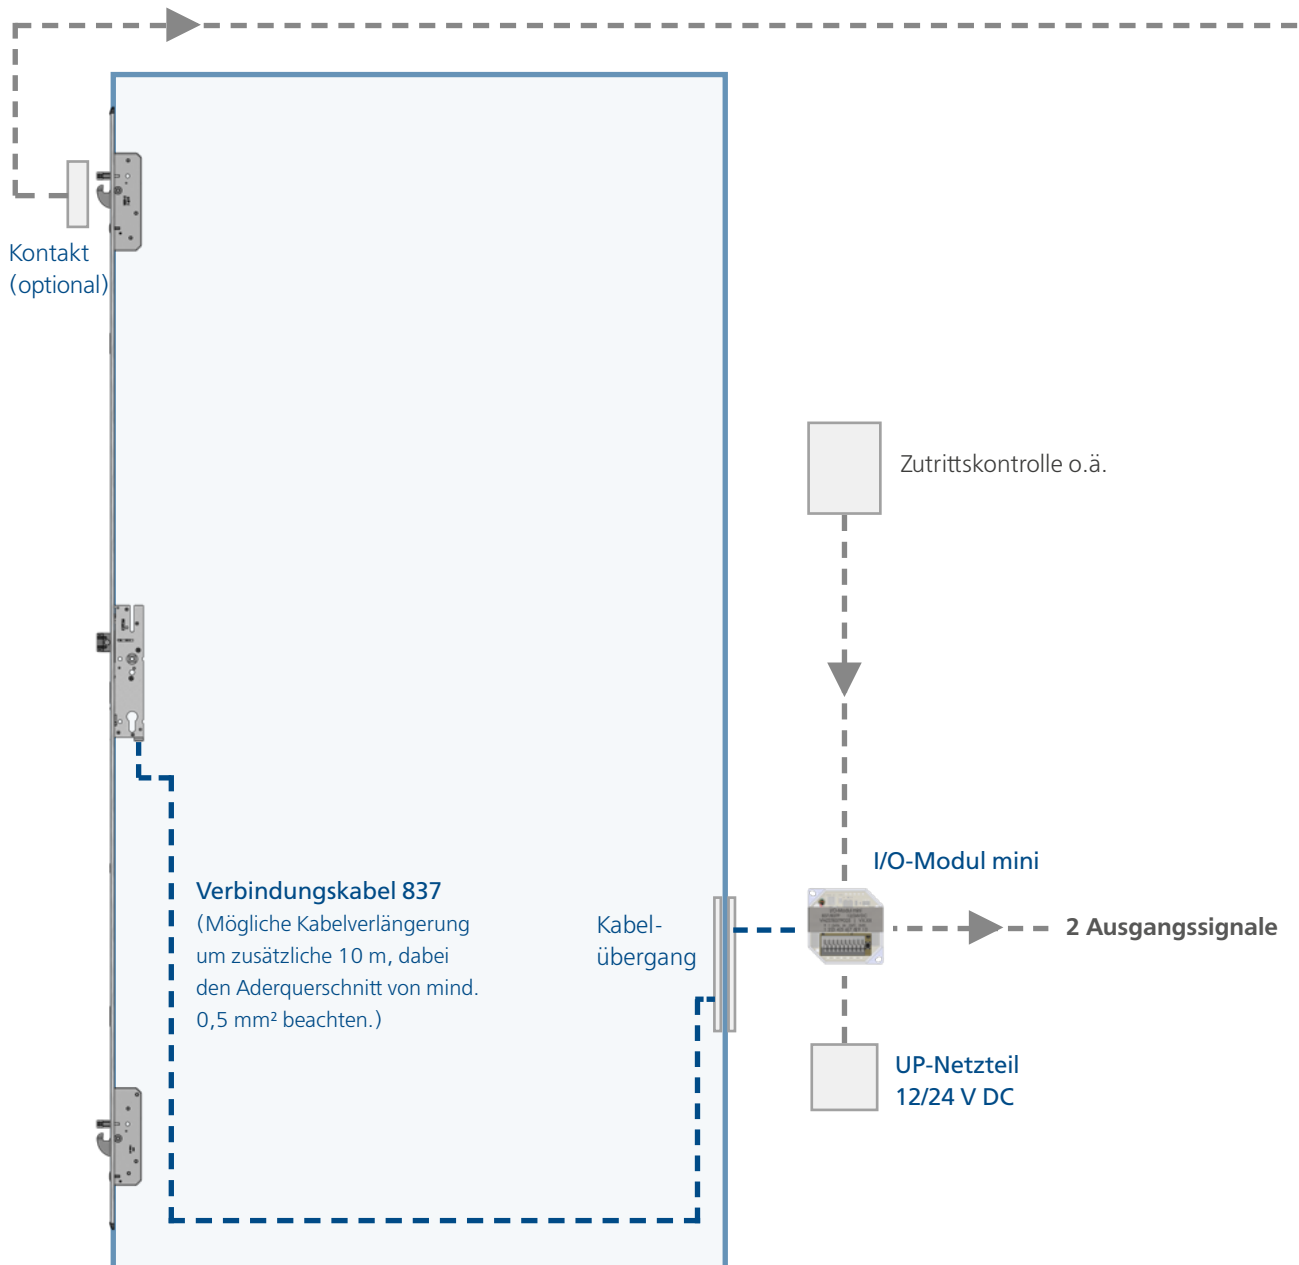 Kontakt
(optional)
Zutrittskontrolle o.ä.
I/O-Modul mini
Verbindungskabel 837
(Mögliche Kabelverlängerung
um zusätzliche 10 m, dabei
den Aderquerschnitt von mind.
0,5 mm² beachten.)
Kabel-
übergang
2 Ausgangssignale
UP-Netzteil
12/24 V DC